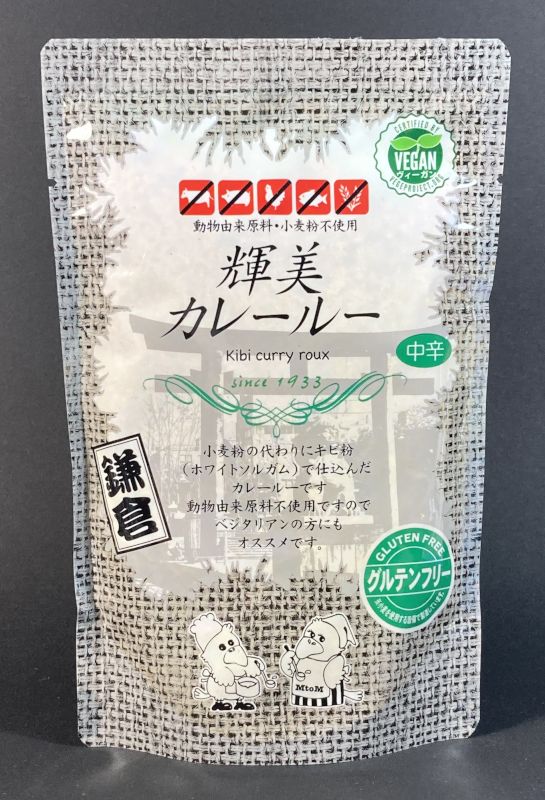 CERTIFIED BY
VEGAN
ヴィーガン
VEGEPROJECT.ORG
動物由来原料・小麦粉不使用
輝美
カレールー
Kibi curry roux
中辛
since 1933
小麦粉の代わりにキビ粉
(ホワイトソルガム)で仕込んだ
カレールーです
動物由来原料不使用ですので
ベジタリアンの方にも
オススメです。
鎌倉
GLUTEN FREE
グルテンフリー
MtoM